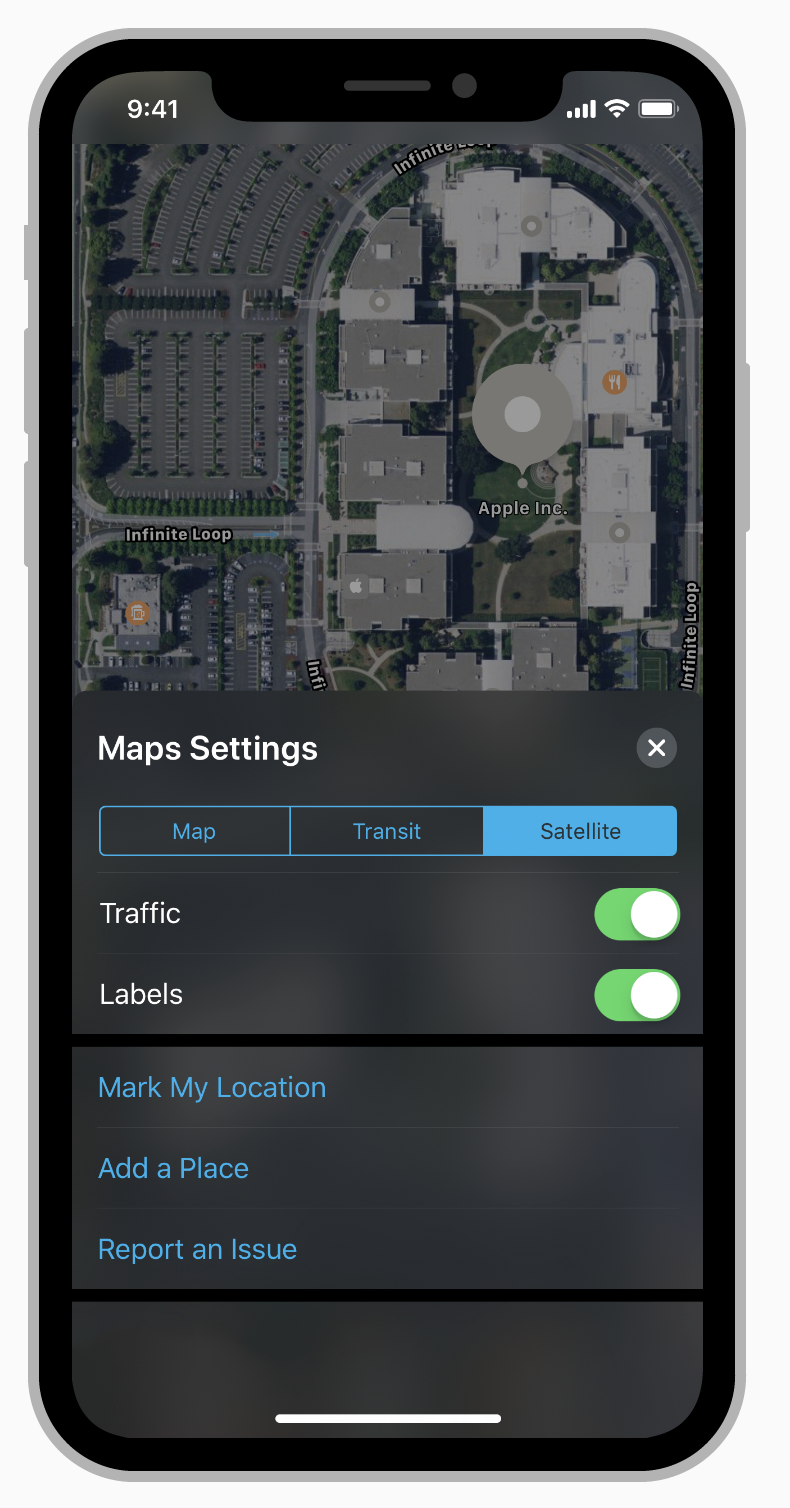 9:41
Infinite Loop
Apple Inc.
Infinite Loop
Infinite Loop
Infi
Maps Settings
Map
Transit
Satellite
Traffic
Labels
Mark My Location
Add a Place
Report an Issue